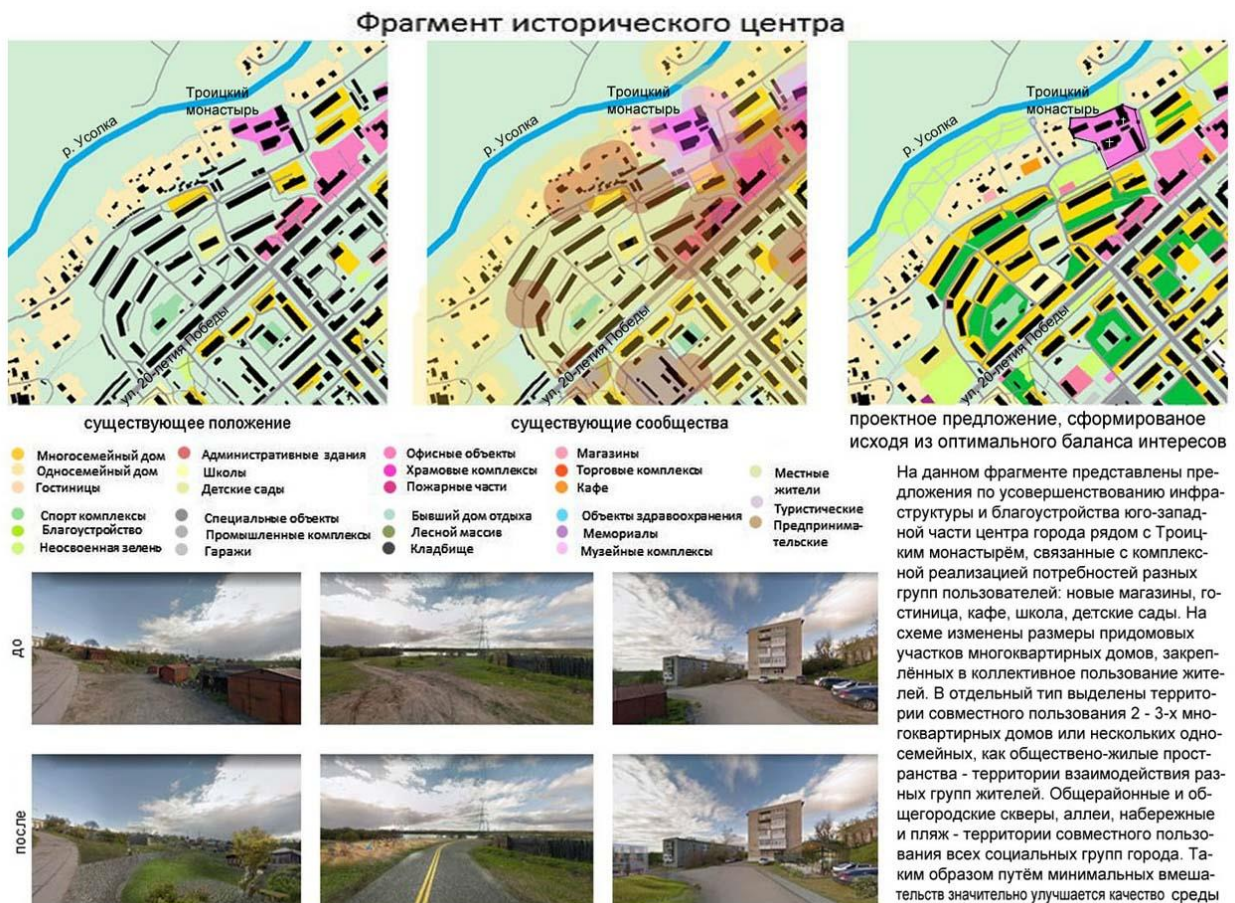 Фрагмент исторического центра
Троицкий
монастырь
р. Усолка
ул. 20-летия Победы
Троицкий
монастырь
р. Усолка
ул. 20-летия Победы
Троицкий
монастырь
р. Усолка
ул. 20-летия Победы
существующее положение
существующие сообщества
проектное предложение, сформированое
исходя из оптимального баланса интересов
Многосемейный дом
Односемейный дом
Гостиницы
Административные здания
Школы
Детские сады
Офисные объекты
Храмовые комплексы
Пожарные части
Магазины
Торговые комплексы
Кафе
Местные
жители
Туристические
Предпринима-
тельские
Спорт комплексы
Благоустройство
Неосвоенная зелень
Специальные объекты
Промышленные комплексы
Гаражи
Бывший дом отдыха
Лесной массив
Кладбище
Объекты здравоохранения
Мемориалы
Музейные комплексы
до
после
На данном фрагменте представлены пре-
дложения по усовершенствованию инфра-
структуры и благоустройства юго-запад-
ной части центра города рядом с Троиц-
ким монастырём, связанные с комплекс-
ной реализацией потребностей разных
групп пользователей: новые магазины, го-
стиница, кафе, школа, детские сады. На
схеме изменены размеры придомовых
участков многоквартирных домов, закреп-
лённых в коллективное пользование жите-
лей. В отдельный тип выделены террито-
рии совместного пользования 2 - 3-х мно-
гоквартирных домов или нескольких одно-
семейных, как обществено-жилые прост-
ранства - территории взаимодействия раз-
ных групп жителей. Общерайонные и об-
щегородские скверы, аллеи, набережные
и пляж - территории совместного пользо-
вания всех социальных групп города. Та-
ким образом путём минимальных вмеша-
тельств значительно улучшается качество среды